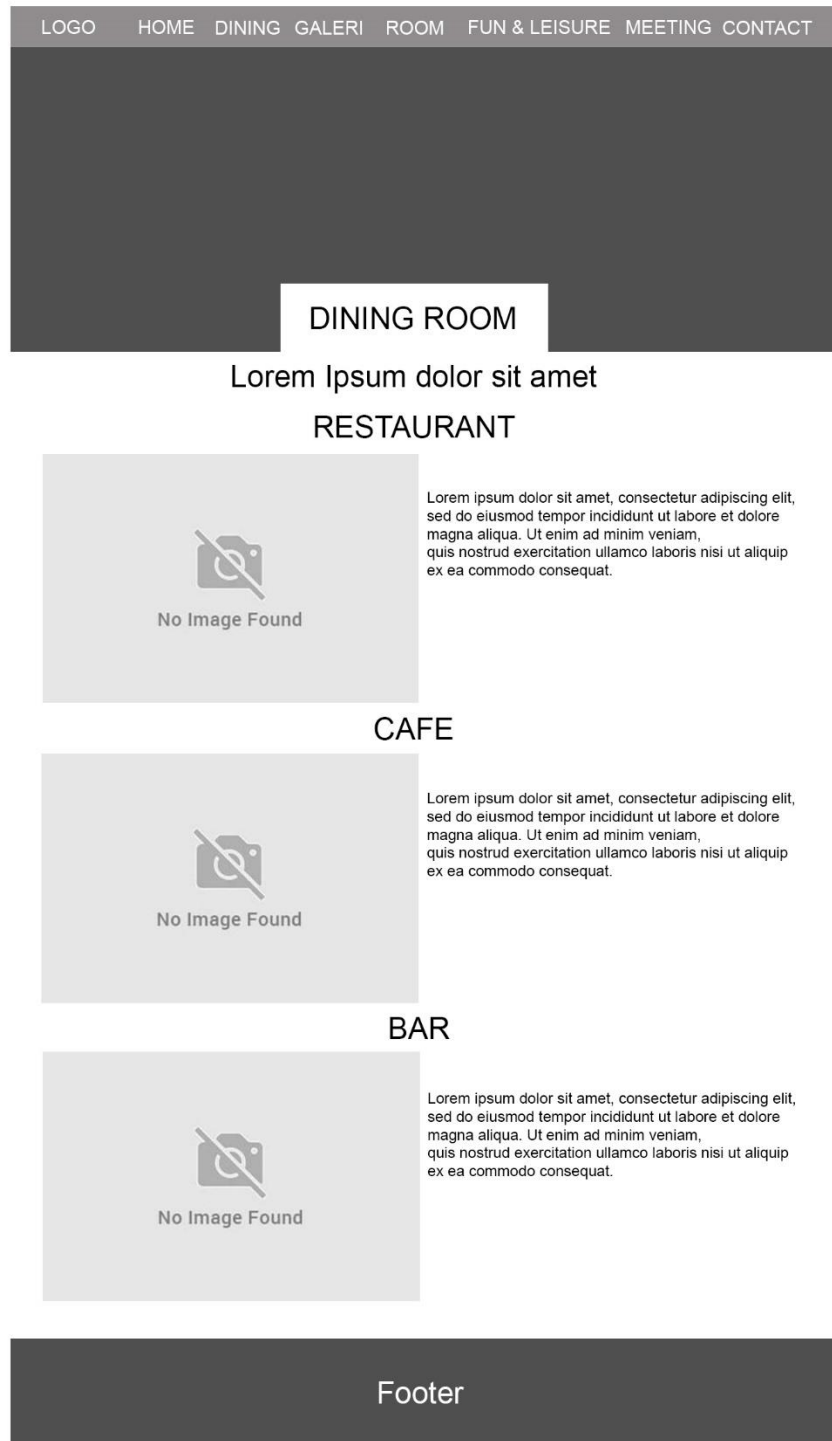 LOGO HOME DINING GALERI ROOM FUN & LEISURE MEETING CONTACT
DINING ROOM
Lorem Ipsum dolor sit amet
RESTAURANT
No Image Found
Lorem ipsum dolor sit amet, consectetur adipiscing elit,
sed do eiusmod tempor incididunt ut labore et dolore
magna aliqua. Ut enim ad minim veniam,
quis nostrud exercitation ullamco laboris nisi ut aliquip
ex ea commodo consequat.
CAFE
No Image Found
Lorem ipsum dolor sit amet, consectetur adipiscing elit,
sed do eiusmod tempor incididunt ut labore et dolore
magna aliqua. Ut enim ad minim veniam,
quis nostrud exercitation ullamco laboris nisi ut aliquip
ex ea commodo consequat.
BAR
No Image Found
Lorem ipsum dolor sit amet, consectetur adipiscing elit,
sed do eiusmod tempor incididunt ut labore et dolore
magna aliqua. Ut enim ad minim veniam,
quis nostrud exercitation ullamco laboris nisi ut aliquip
ex ea commodo consequat.
Footer